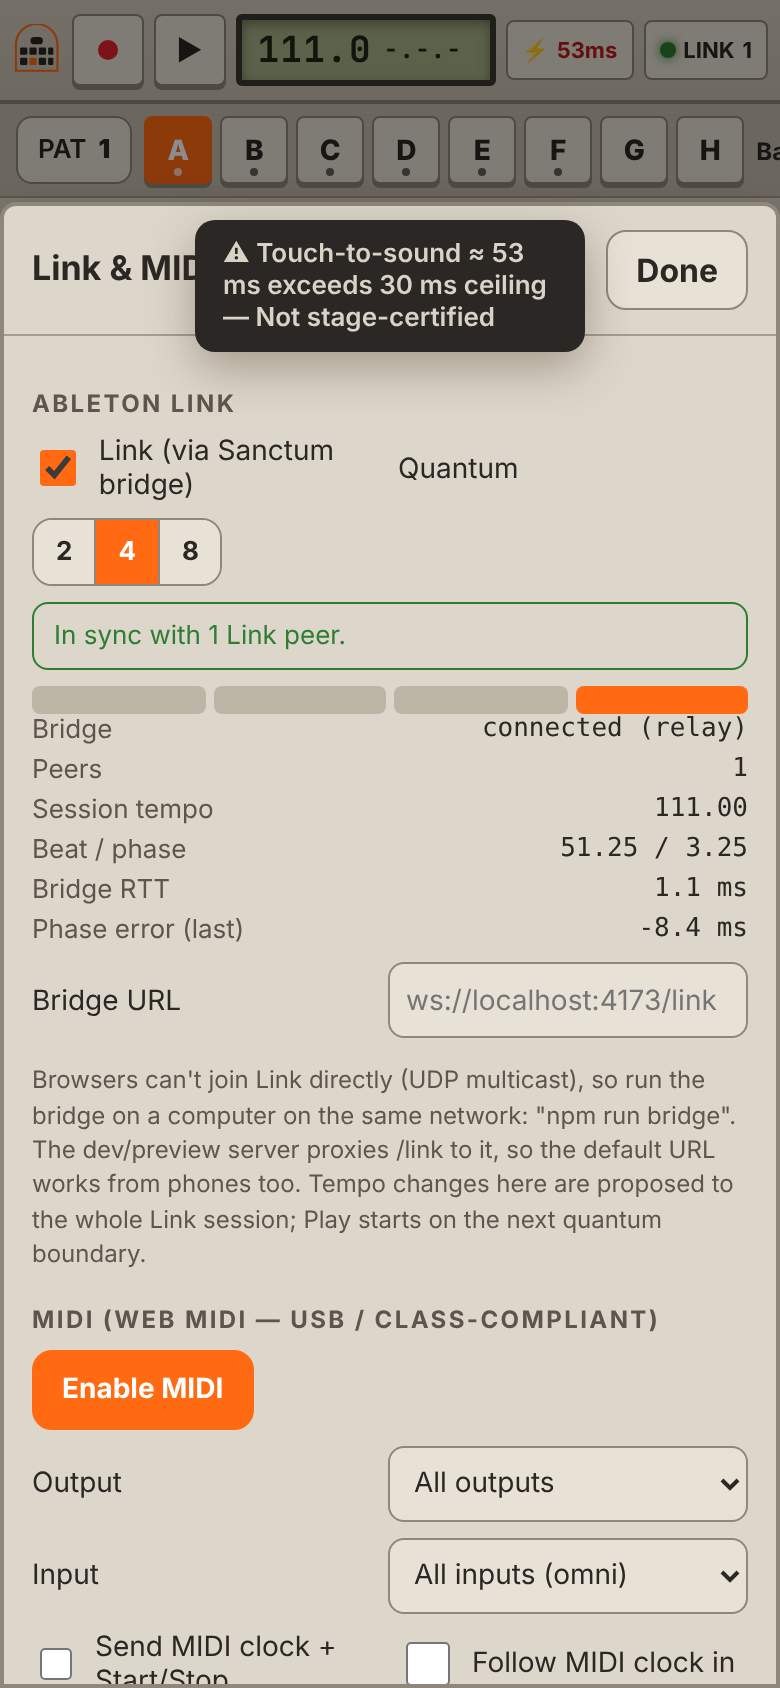 111.0 -.-.-
⚡ 53ms
LINK 1
PAT 1
A
B
C
D
E
F
G
H
Link & MID
⚠ Touch-to-sound ≈ 53
ms exceeds 30 ms ceiling
— Not stage-certified
Done
ABLETON LINK
Link (via Sanctum
bridge)
Quantum
2
4
8
In sync with 1 Link peer.
Bridge connected (relay)
Peers 1
Session tempo 111.00
Beat / phase 51.25 / 3.25
Bridge RTT 1.1 ms
Phase error (last) -8.4 ms
Bridge URL ws://localhost:4173/link
Browsers can't join Link directly (UDP multicast), so run the
bridge on a computer on the same network: "npm run bridge".
The dev/preview server proxies /link to it, so the default URL
works from phones too. Tempo changes here are proposed to
the whole Link session; Play starts on the next quantum
boundary.
MIDI (WEB MIDI — USB / CLASS-COMPLIANT)
Enable MIDI
Output All outputs
Input All inputs (omni)
Send MIDI clock +
Start/Stop
Follow MIDI clock in